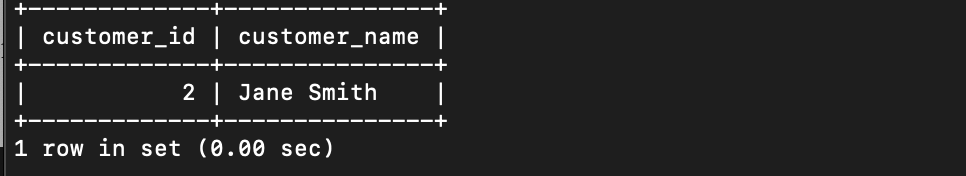 +-------------+---------------+
| customer_id | customer_name |
+-------------+---------------+
|           2 | Jane Smith    |
+-------------+---------------+
1 row in set (0.00 sec)